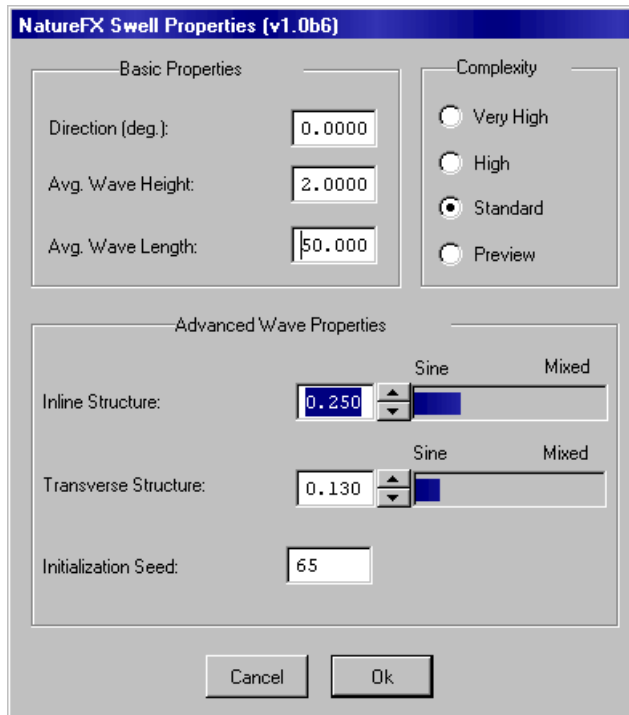 NatureFX Swell Properties (v1.0b6)
Basic Properties
Direction (deg.): 0.0000
Avg. Wave Height: 2.0000
Avg. Wave Length: 50.000
Complexity
Very High
High
Standard
Preview
Advanced Wave Properties
Sine Mixed
Inline Structure: 0.250
Sine Mixed
Transverse Structure: 0.130
Initialization Seed: 65
Cancel Ok